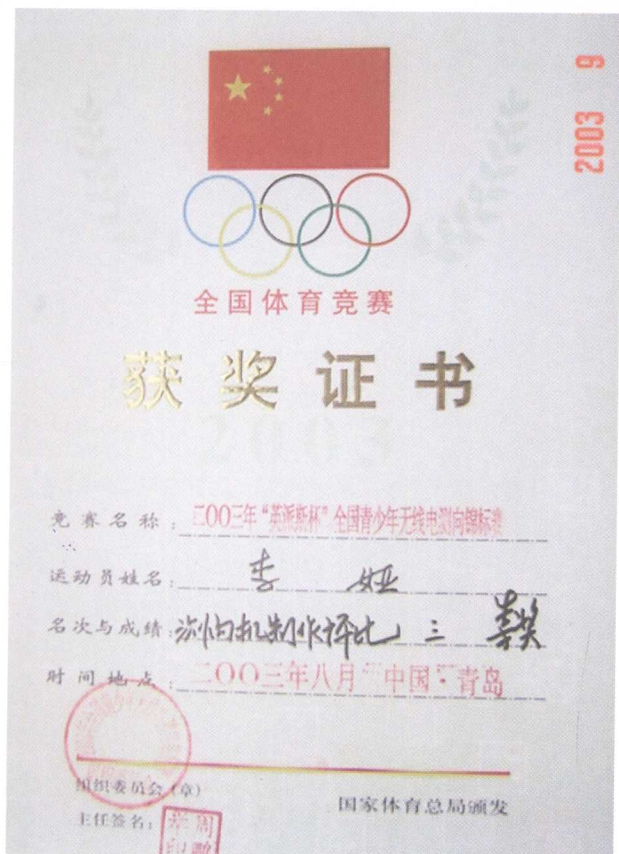 2003 9
全国体育竞赛
获奖证书
2003
竞赛名称：二〇〇三年“英派斯杯”全国青少年无线电测向锦标赛
运动员姓名：李 娅
名次与成绩：测向机制作评比 三 等奖
时间地点：二〇〇三年八月 中国·青岛
组织委员会（章）
国家体育总局颁发
主任签名：